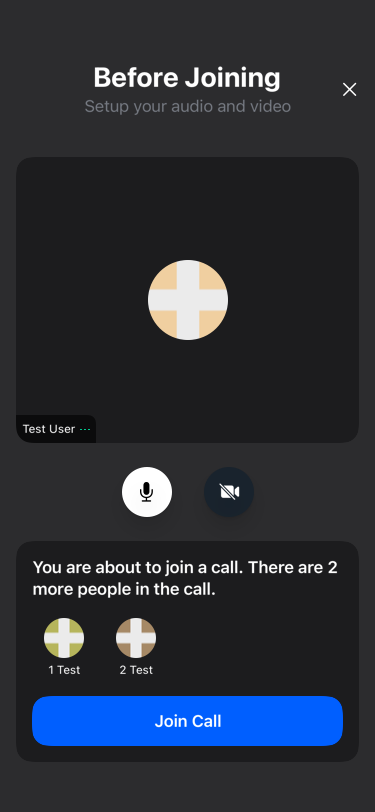 Before Joining
Setup your audio and video
Test User ···
You are about to join a call. There are 2
more people in the call.
1 Test
2 Test
Join Call